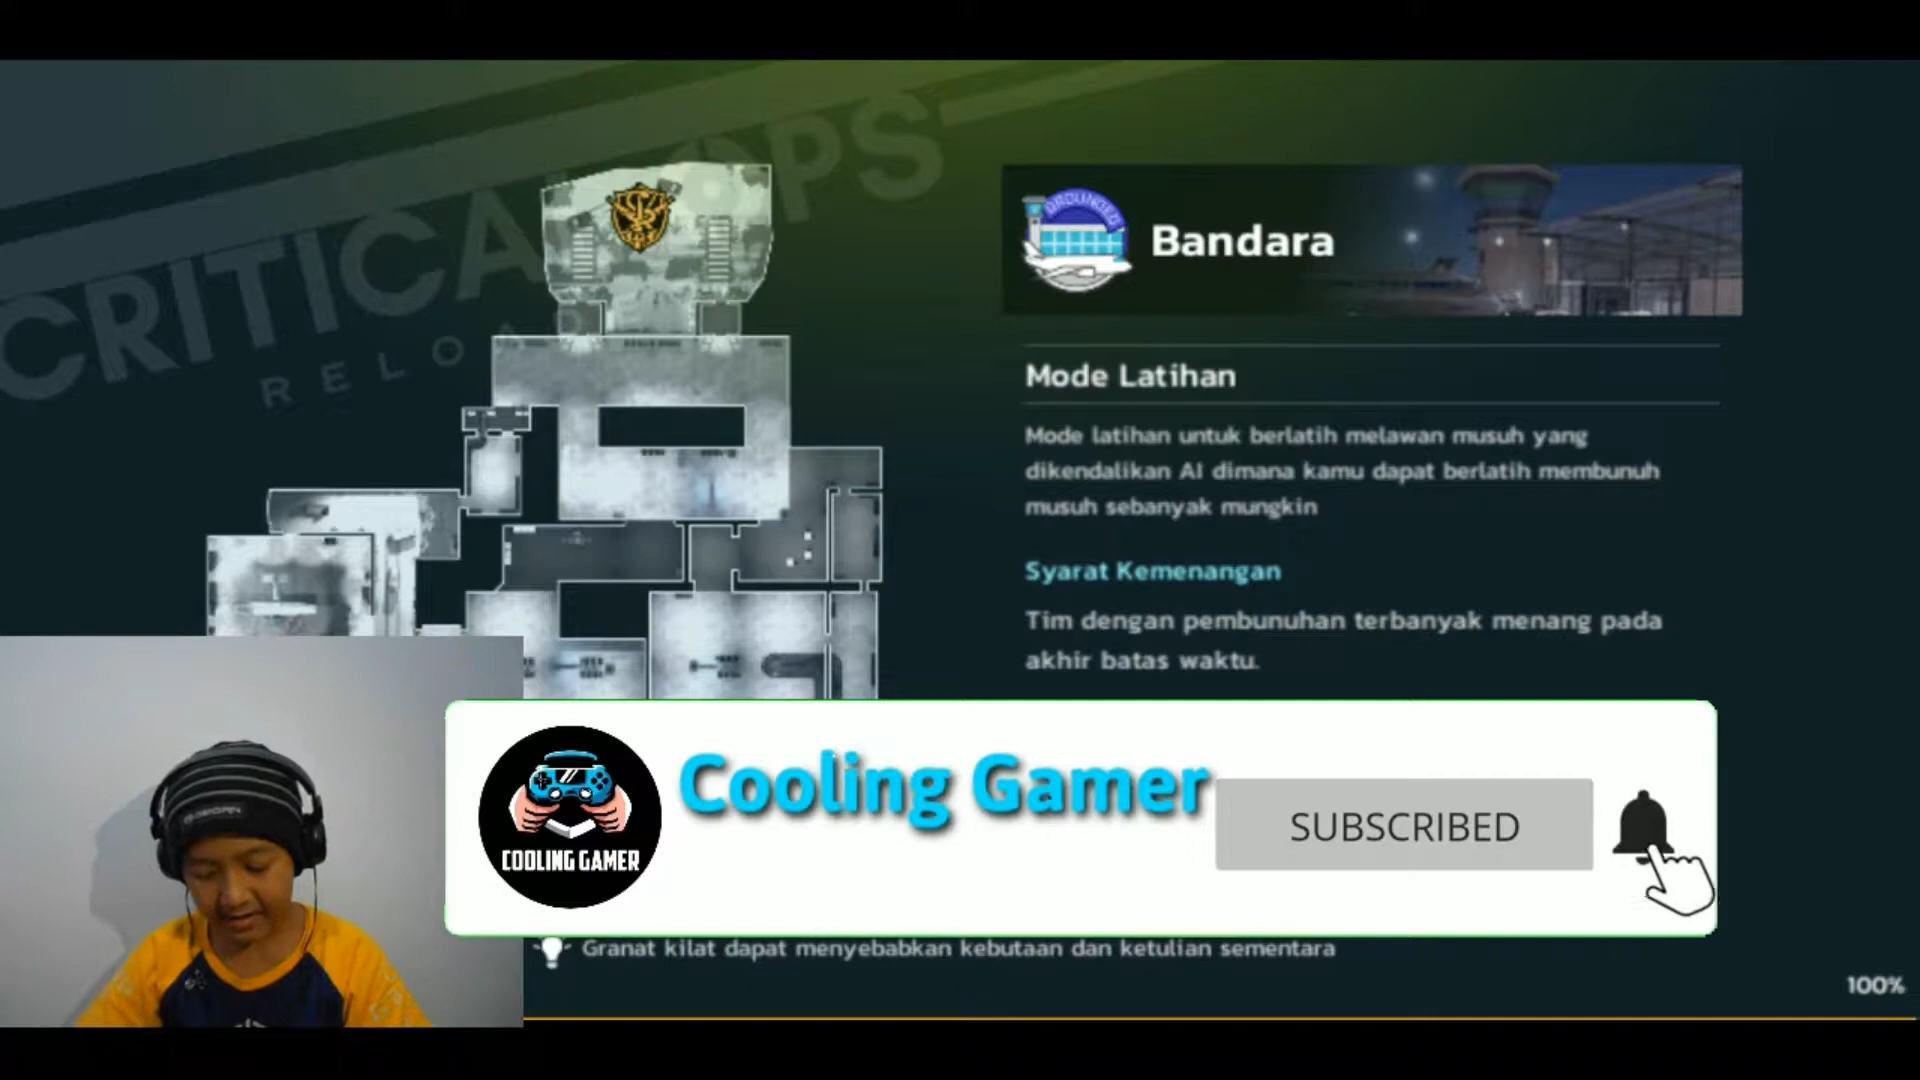 CRITICAL OPS
RELOAD
GROUNDED
Bandara
Mode Latihan
Mode latihan untuk berlatih melawan musuh yang
dikendalikan AI dimana kamu dapat berlatih membunuh
musuh sebanyak mungkin
Syarat Kemenangan
Tim dengan pembunuhan terbanyak menang pada
akhir batas waktu.
Cooling Gamer
COOLING GAMER
SUBSCRIBED
Granat kilat dapat menyebabkan kebutaan dan ketulian sementara
100%